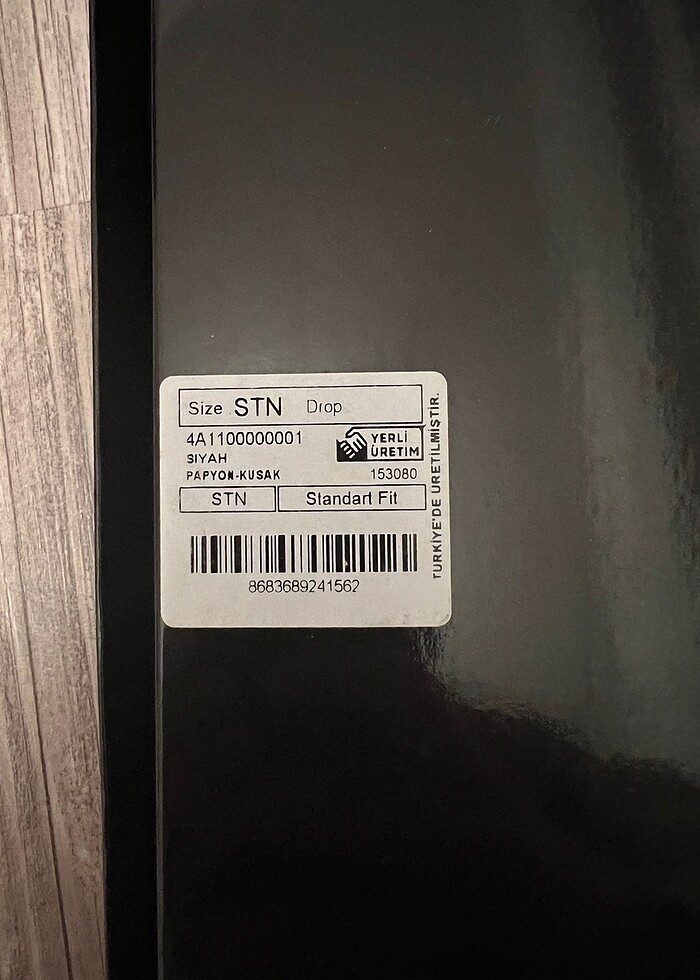 Size STN Drop
4A1100000001
SIYAH
YERLİ
ÜRETİM
PAPYON-KUSAK 153080
STN Standart Fit
8683689241562
TÜRKİYE'DE ÜRETİLMİŞTİR.